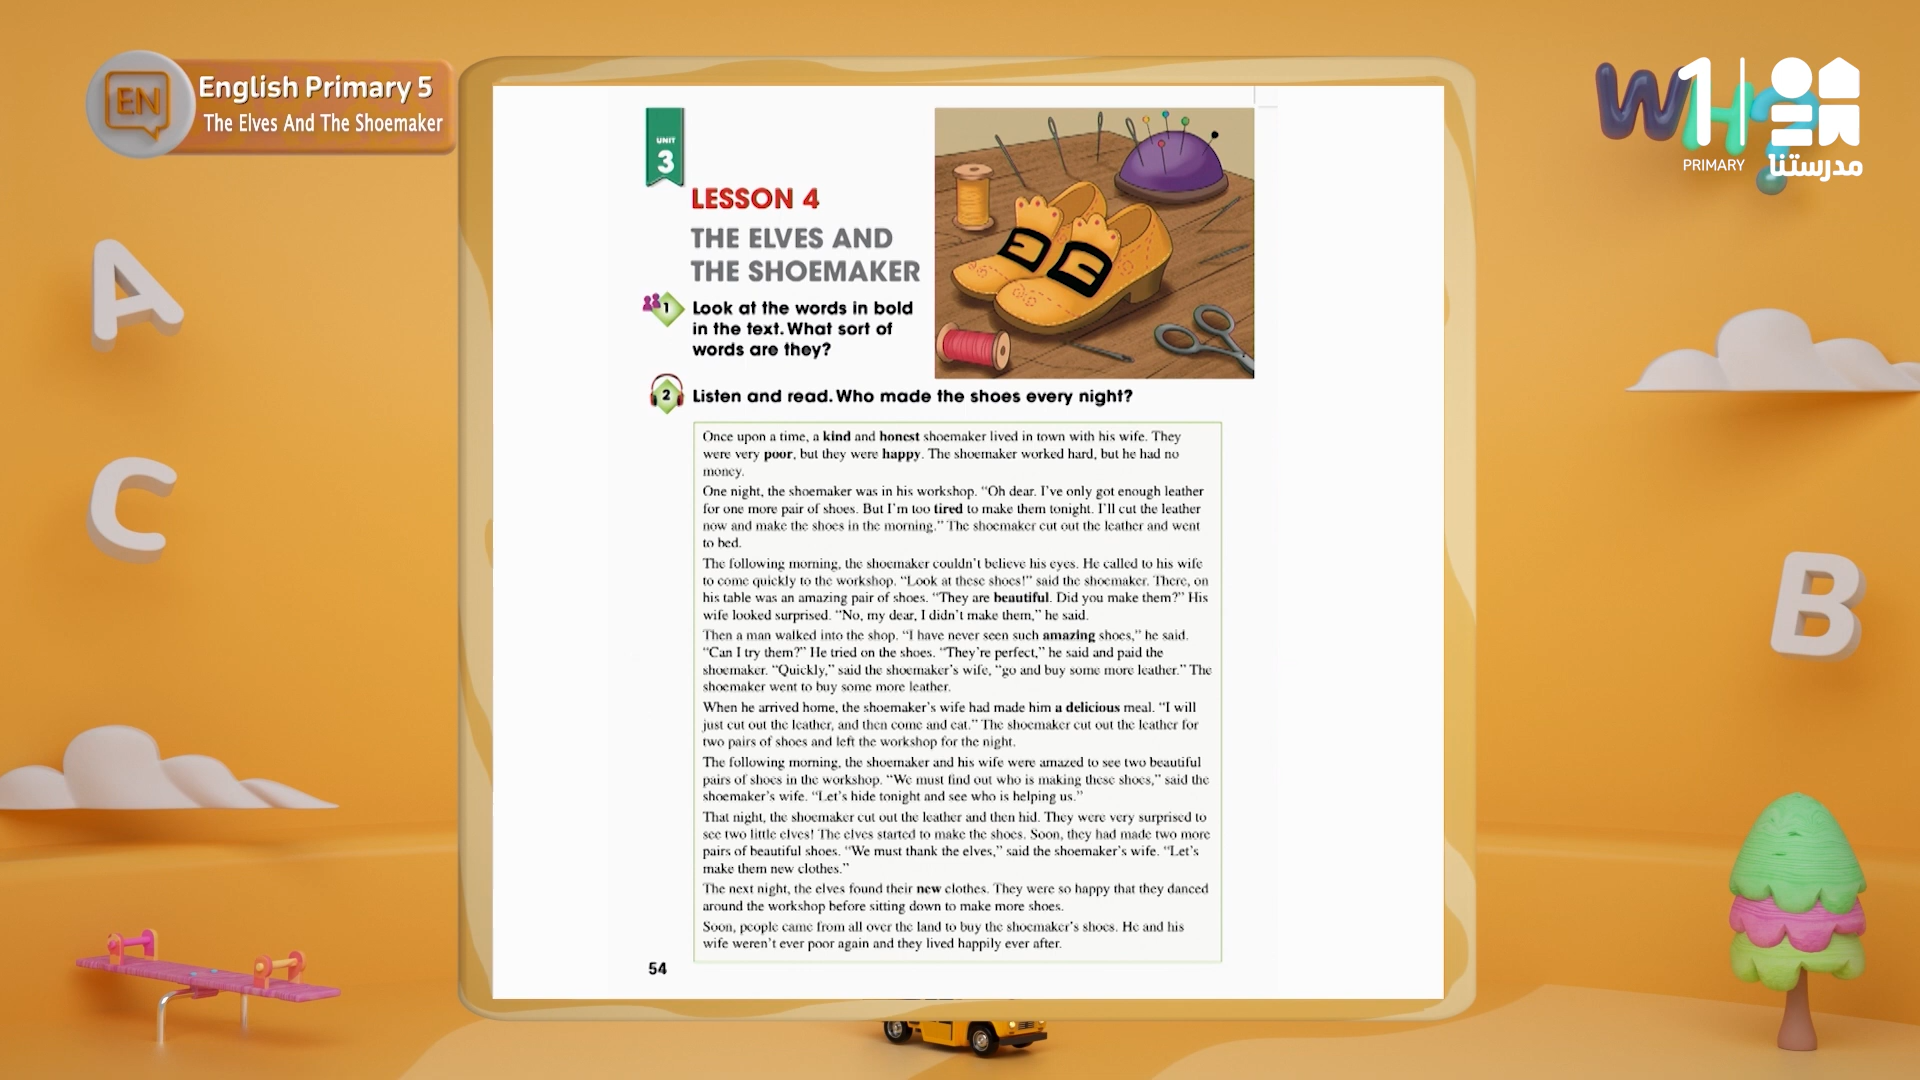 EN
English Primary 5
The Elves And The Shoemaker
WH?
1
PRIMARY
مدرستنا
A
C
B
UNIT
3
LESSON 4
THE ELVES AND
THE SHOEMAKER
1
Look at the words in bold
in the text. What sort of
words are they?
2
Listen and read. Who made the shoes every night?
Once upon a time, a kind and honest shoemaker lived in town with his wife. They
were very poor, but they were happy. The shoemaker worked hard, but he had no
money.
One night, the shoemaker was in his workshop. “Oh dear. I’ve only got enough leather
for one more pair of shoes. But I’m too tired to make them tonight. I’ll cut the leather
now and make the shoes in the morning.” The shoemaker cut out the leather and went
to bed.
The following morning, the shoemaker couldn’t believe his eyes. He called to his wife
to come quickly to the workshop. “Look at these shoes!” said the shoemaker. There, on
his table was an amazing pair of shoes. “They are beautiful. Did you make them?” His
wife looked surprised. “No, my dear, I didn’t make them,” he said.
Then a man walked into the shop. “I have never seen such amazing shoes,” he said.
“Can I try them?” He tried on the shoes. “They’re perfect,” he said and paid the
shoemaker. “Quickly,” said the shoemaker’s wife, “go and buy some more leather.” The
shoemaker went to buy some more leather.
When he arrived home, the shoemaker’s wife had made him a delicious meal. “I will
just cut out the leather, and then come and eat.” The shoemaker cut out the leather for
two pairs of shoes and left the workshop for the night.
The following morning, the shoemaker and his wife were amazed to see two beautiful
pairs of shoes in the workshop. “We must find out who is making these shoes,” said the
shoemaker’s wife. “Let’s hide tonight and see who is helping us.”
That night, the shoemaker cut out the leather and then hid. They were very surprised to
see two little elves! The elves started to make the shoes. Soon, they had made two more
pairs of beautiful shoes. “We must thank the elves,” said the shoemaker’s wife. “Let’s
make them new clothes.”
The next night, the elves found their new clothes. They were so happy that they danced
around the workshop before sitting down to make more shoes.
Soon, people came from all over the land to buy the shoemaker’s shoes. He and his
wife weren’t ever poor again and they lived happily ever after.
54